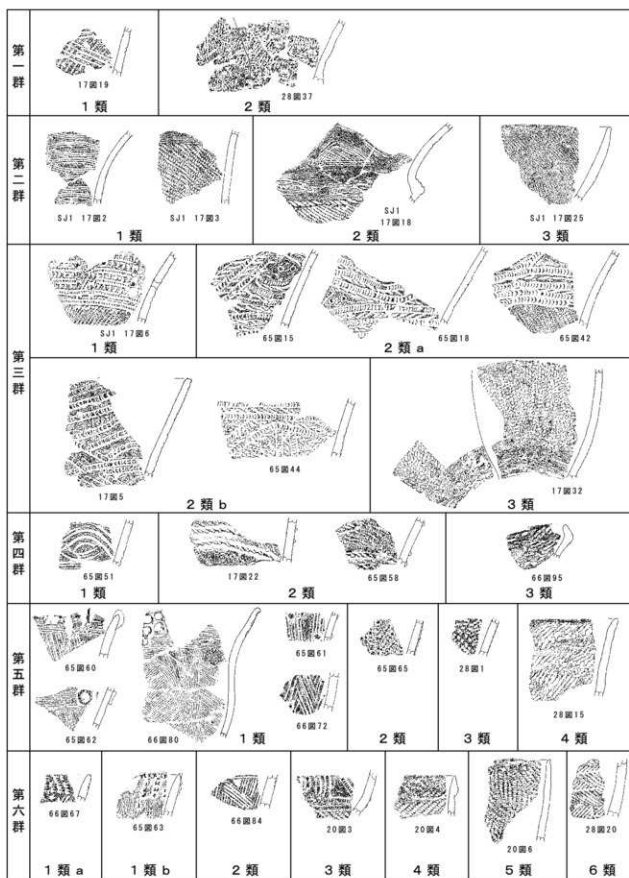 第一群
17図19
1類
28図37
2類
第二群
SJ1 17図2
SJ1 17図3
1類
SJ1
17図18
2類
SJ1 17図25
3類
第三群
SJ1 17図6
1類
65図15
65図18
65図42
2類a
17図5
65図44
2類b
17図32
3類
第四群
65図51
1類
17図22
65図58
2類
66図95
3類
第五群
65図60
65図62
66図80
65図61
66図72
1類
65図65
2類
28図1
3類
28図15
4類
第六群
66図67
1類a
65図63
1類b
66図84
2類
20図3
3類
20図4
4類
20図6
5類
28図20
6類